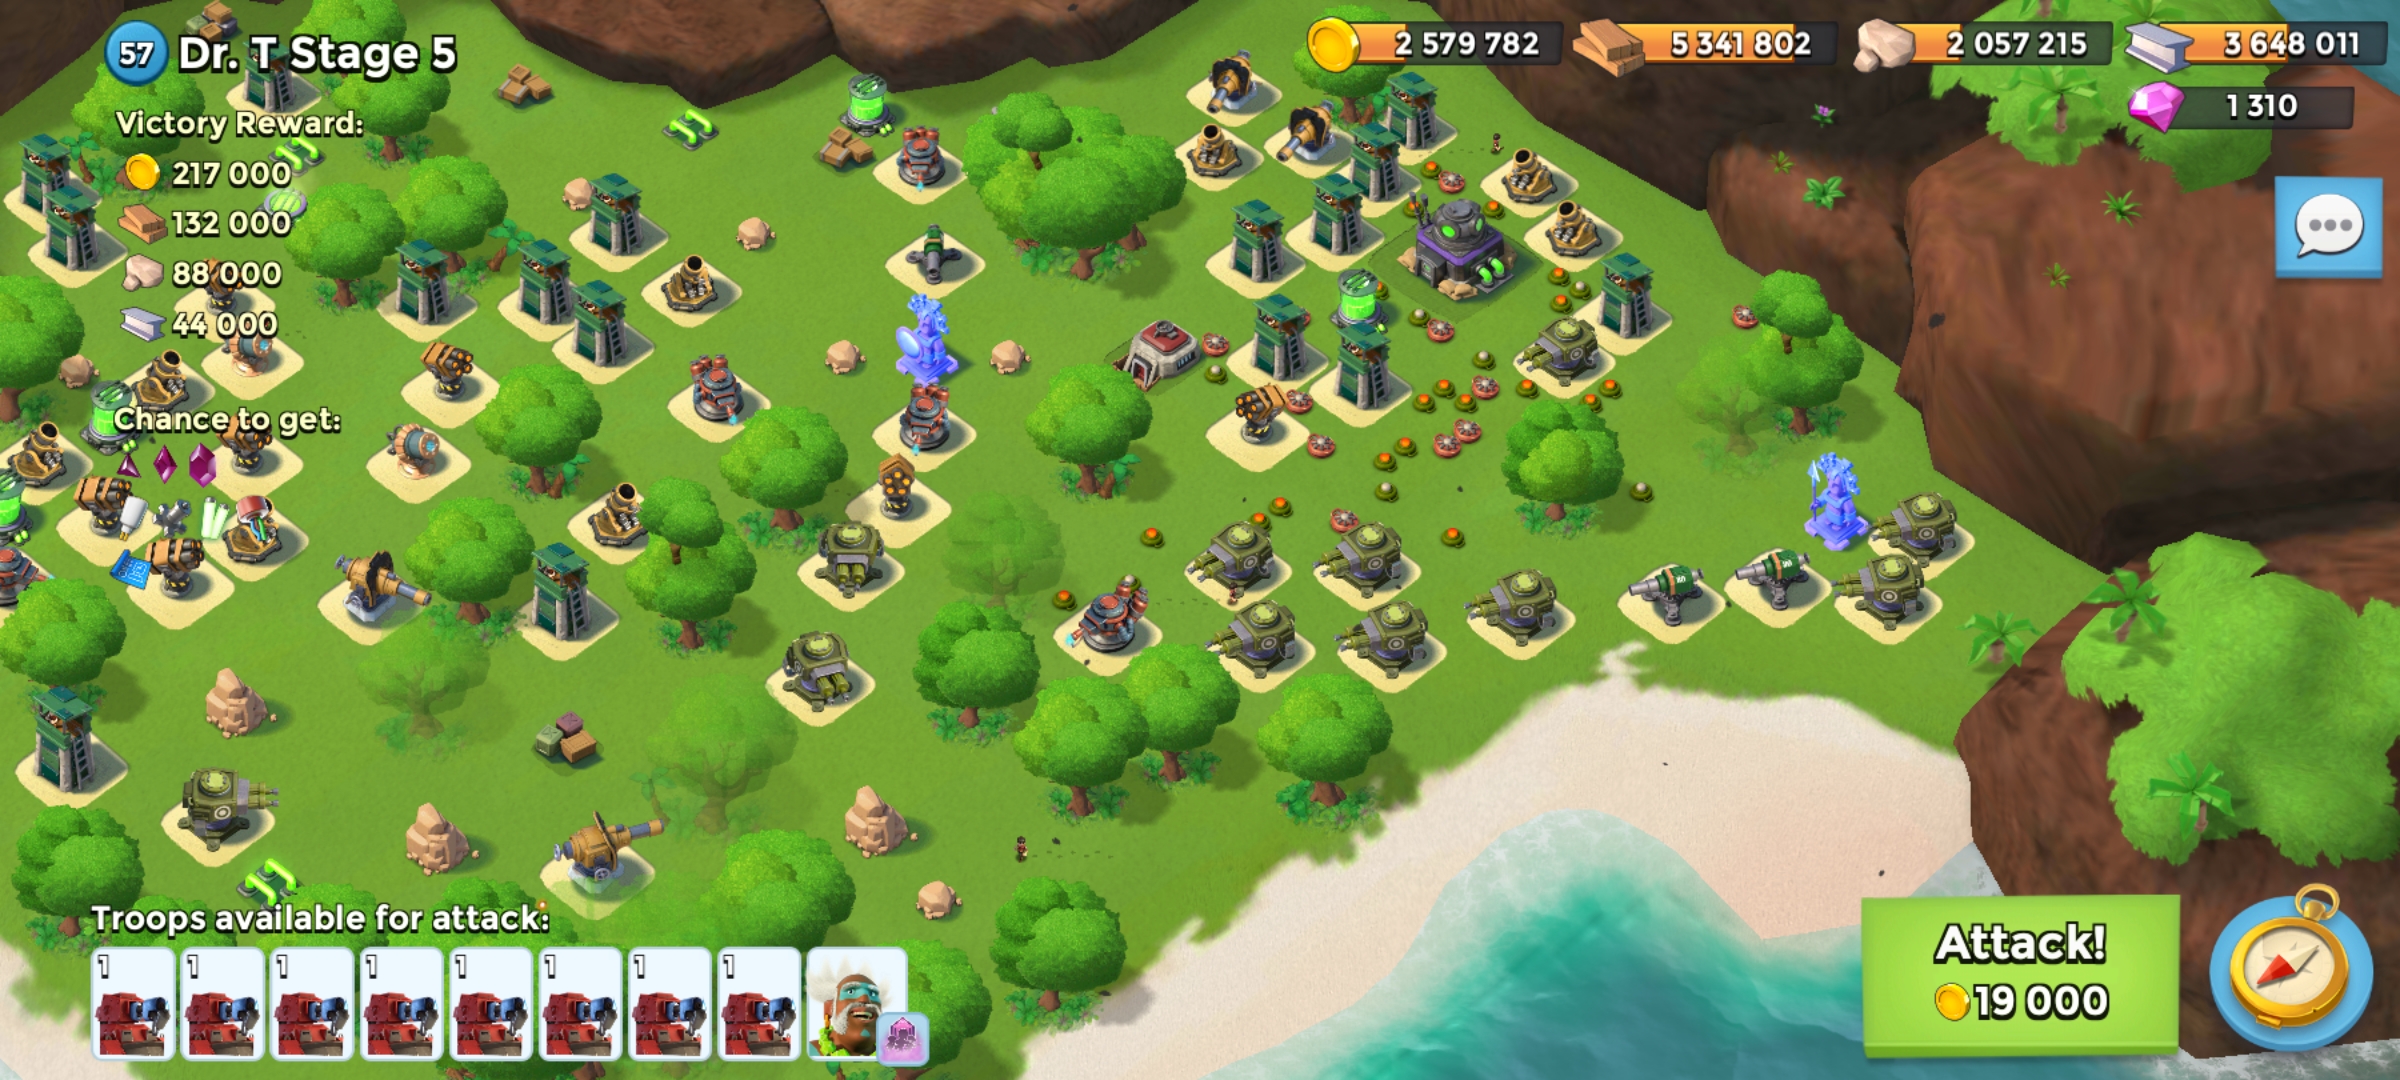 57 Dr. T Stage 5
2 579 782
5 341 802
2 057 215
3 648 011
1 310
Victory Reward:
217 000
132 000
88 000
44 000
Chance to get:
Troops available for attack:
1 1 1 1 1 1 1 1
Attack!
19 000